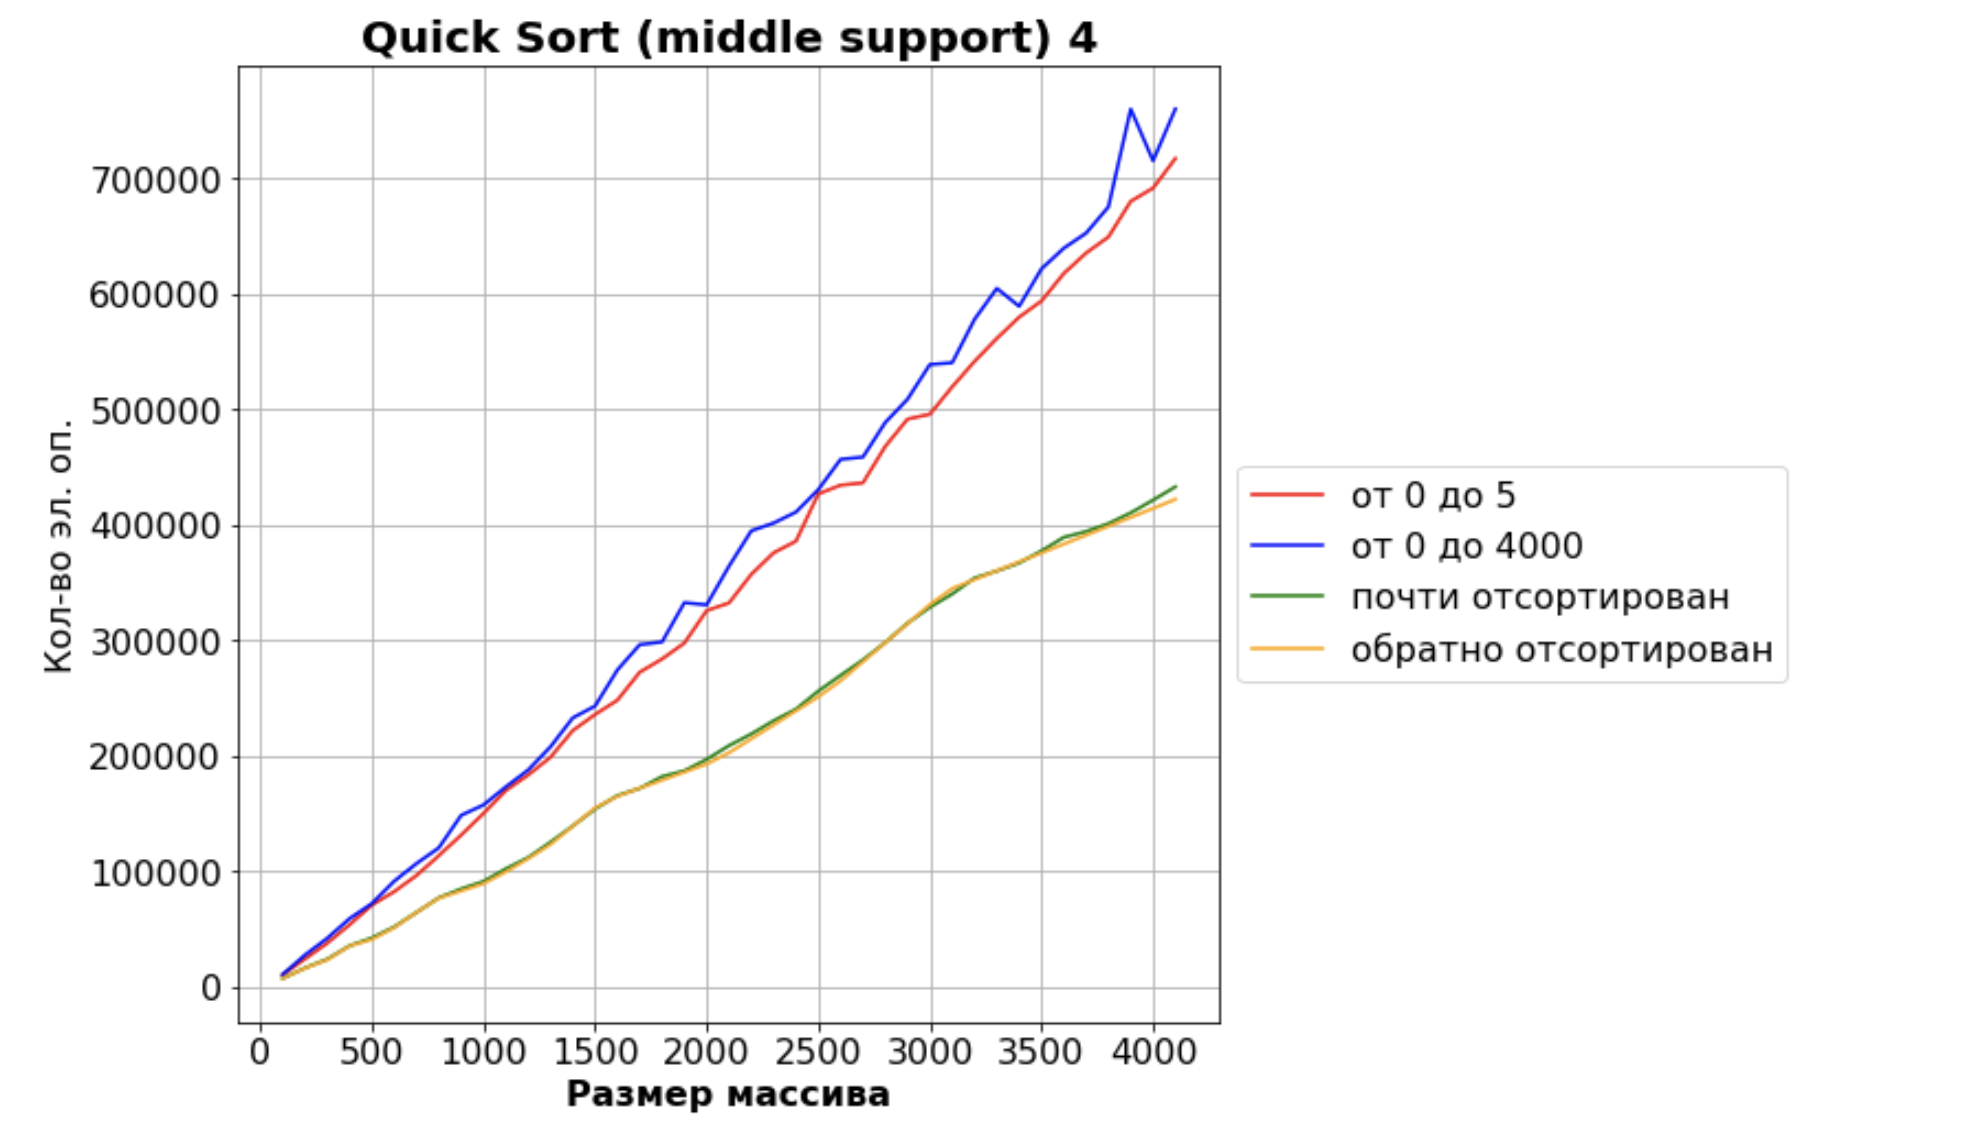 Quick Sort (middle support) 4
Кол-во эл. оп.
700000
600000
500000
400000
300000
200000
100000
0
0 500 1000 1500 2000 2500 3000 3500 4000
Размер массива
от 0 до 5
от 0 до 4000
почти отсортирован
обратно отсортирован